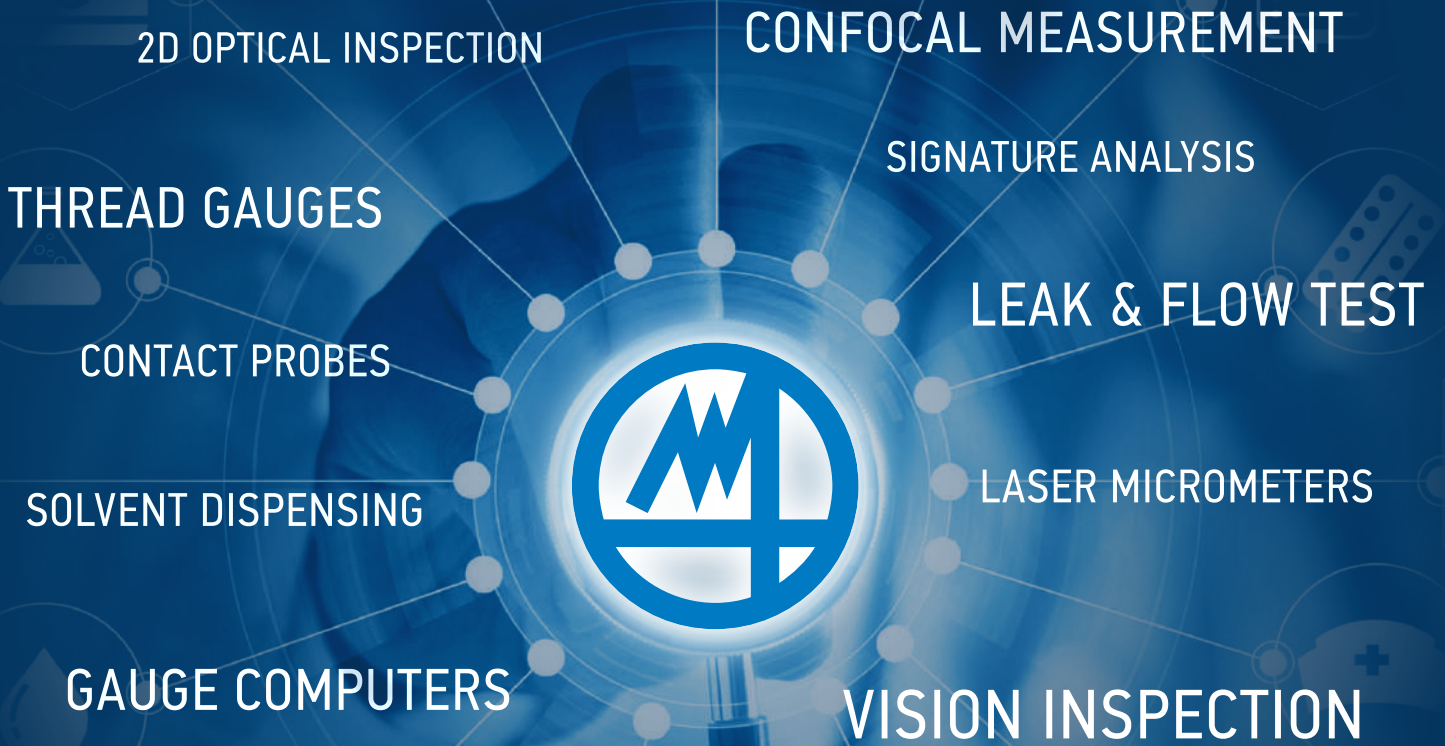 2D OPTICAL INSPECTION
CONFOCAL MEASUREMENT
SIGNATURE ANALYSIS
THREAD GAUGES
LEAK & FLOW TEST
CONTACT PROBES
LASER MICROMETERS
SOLVENT DISPENSING
GAUGE COMPUTERS
VISION INSPECTION